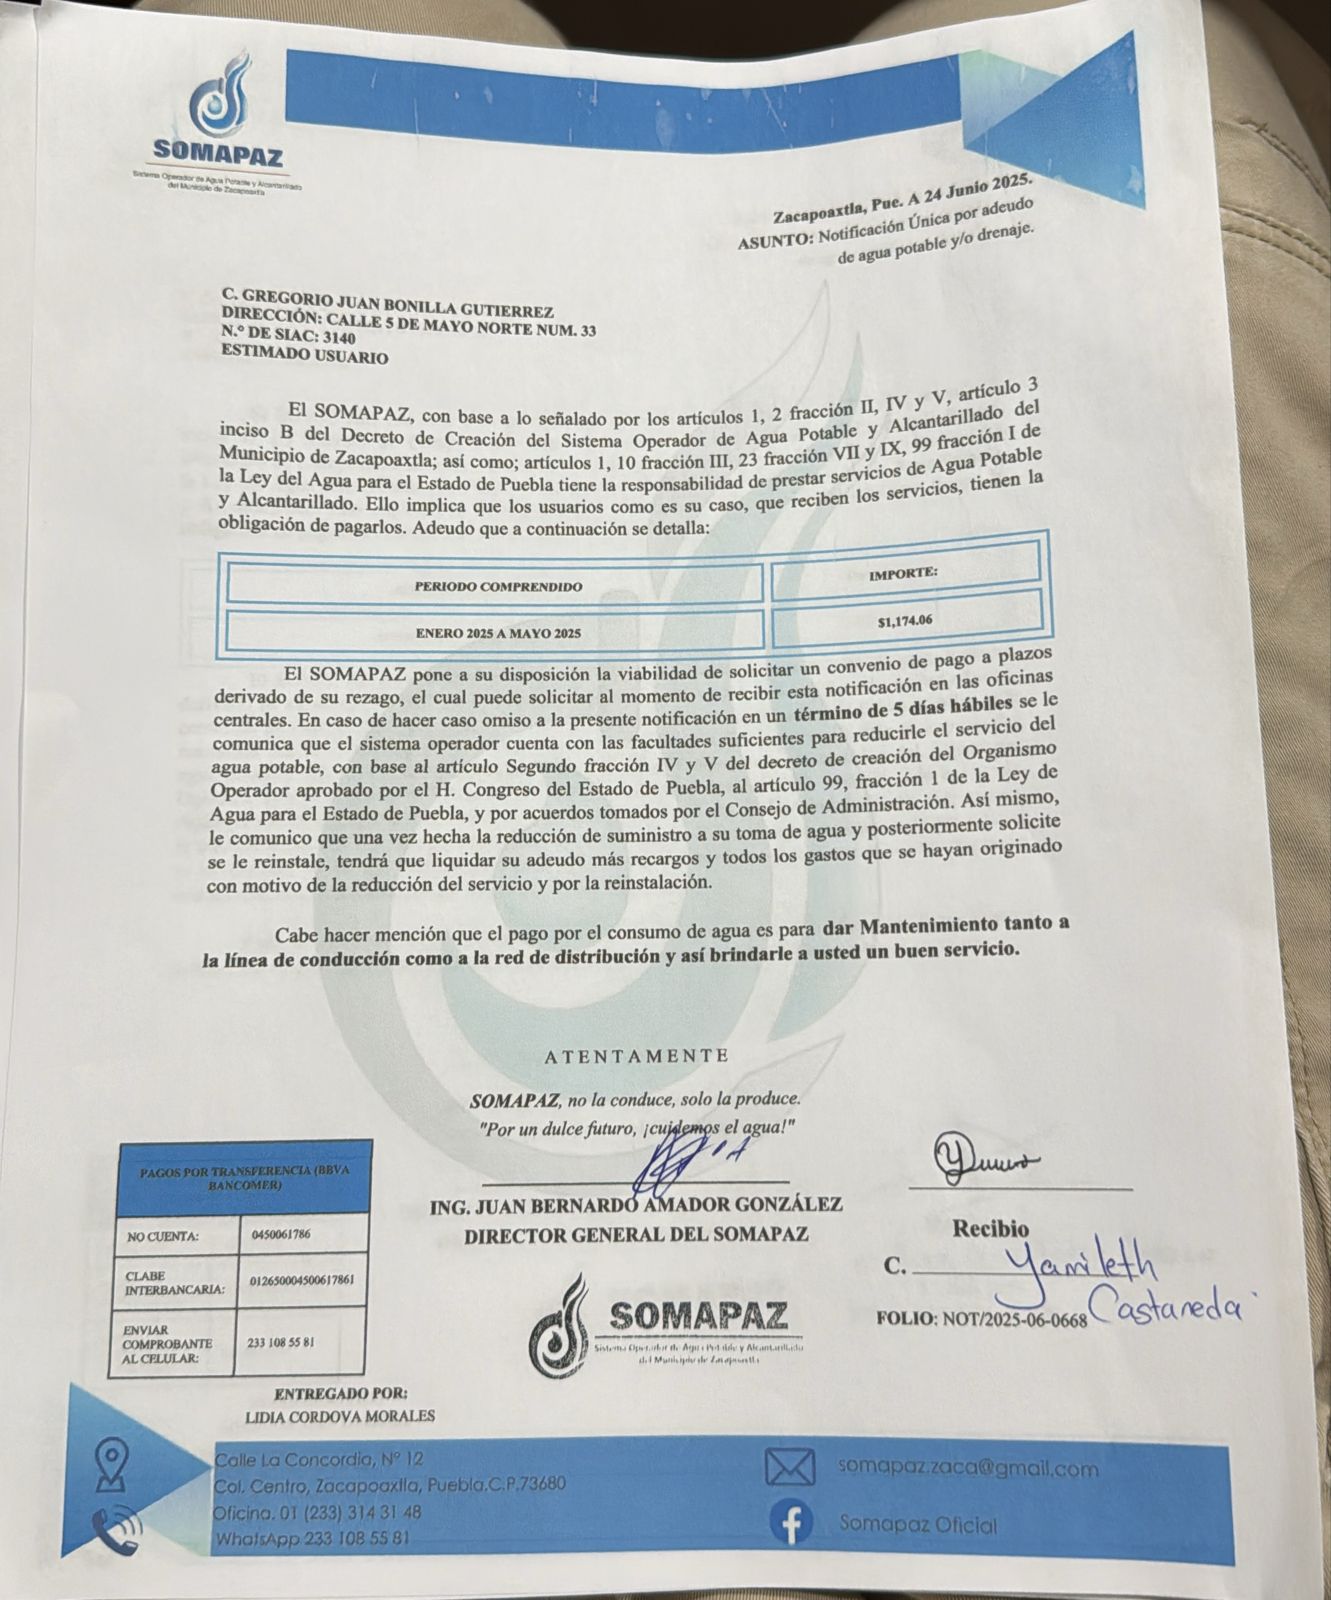 SOMAPAZ
Sistema Operador de Agua Potable y Alcantarillado
del Municipio de Zacapoaxtla
Zacapoaxtla, Pue. A 24 Junio 2025.
ASUNTO: Notificación Única por adeudo
de agua potable y/o drenaje.
C. GREGORIO JUAN BONILLA GUTIERREZ
DIRECCIÓN: CALLE 5 DE MAYO NORTE NUM. 33
N.º DE SIAC: 3140
ESTIMADO USUARIO
El SOMAPAZ, con base a lo señalado por los artículos 1, 2 fracción II, IV y V, artículo 3
inciso B del Decreto de Creación del Sistema Operador de Agua Potable y Alcantarillado del
Municipio de Zacapoaxtla; así como; artículos 1, 10 fracción III, 23 fracción VII y IX, 99 fracción I de
la Ley del Agua para el Estado de Puebla tiene la responsabilidad de prestar servicios de Agua Potable
y Alcantarillado. Ello implica que los usuarios como es su caso, que reciben los servicios, tienen la
obligación de pagarlos. Adeudo que a continuación se detalla:
PERIODO COMPRENDIDO
IMPORTE:
ENERO 2025 A MAYO 2025
$1,174.06
El SOMAPAZ pone a su disposición la viabilidad de solicitar un convenio de pago a plazos
derivado de su rezago, el cual puede solicitar al momento de recibir esta notificación en las oficinas
centrales. En caso de hacer caso omiso a la presente notificación en un término de 5 días hábiles se le
comunica que el sistema operador cuenta con las facultades suficientes para reducirle el servicio del
agua potable, con base al artículo Segundo fracción IV y V del decreto de creación del Organismo
Operador aprobado por el H. Congreso del Estado de Puebla, al artículo 99, fracción 1 de la Ley de
Agua para el Estado de Puebla, y por acuerdos tomados por el Consejo de Administración. Así mismo,
le comunico que una vez hecha la reducción de suministro a su toma de agua y posteriormente solicite
se le reinstale, tendrá que liquidar su adeudo más recargos y todos los gastos que se hayan originado
con motivo de la reducción del servicio y por la reinstalación.
Cabe hacer mención que el pago por el consumo de agua es para dar Mantenimiento tanto a
la línea de conducción como a la red de distribución y así brindarle a usted un buen servicio.
ATENTAMENTE
SOMAPAZ, no la conduce, solo la produce.
"Por un dulce futuro, ¡cuidemos el agua!"
ING. JUAN BERNARDO AMADOR GONZÁLEZ
DIRECTOR GENERAL DEL SOMAPAZ
SOMAPAZ
Sistema Operador de Agua Potable y Alcantarillado
del Municipio de Zacapoaxtla
Recibio
C. Yamileth
Castaneda
FOLIO: NOT/2025-06-0668
PAGOS POR TRANSFERENCIA (BBVA
BANCOMER)
NO CUENTA:
0450061786
CLABE
INTERBANCARIA:
012650004500617861
ENVIAR
COMPROBANTE
AL CELULAR:
233 108 55 81
ENTREGADO POR:
LIDIA CORDOVA MORALES
Calle La Concordia, Nº 12
Col. Centro, Zacapoaxtla, Puebla.C.P.73680
Oficina. 01 (233) 314 31 48
WhatsApp 233 108 55 81
somapaz.zaca@gmail.com
Somapaz Oficial